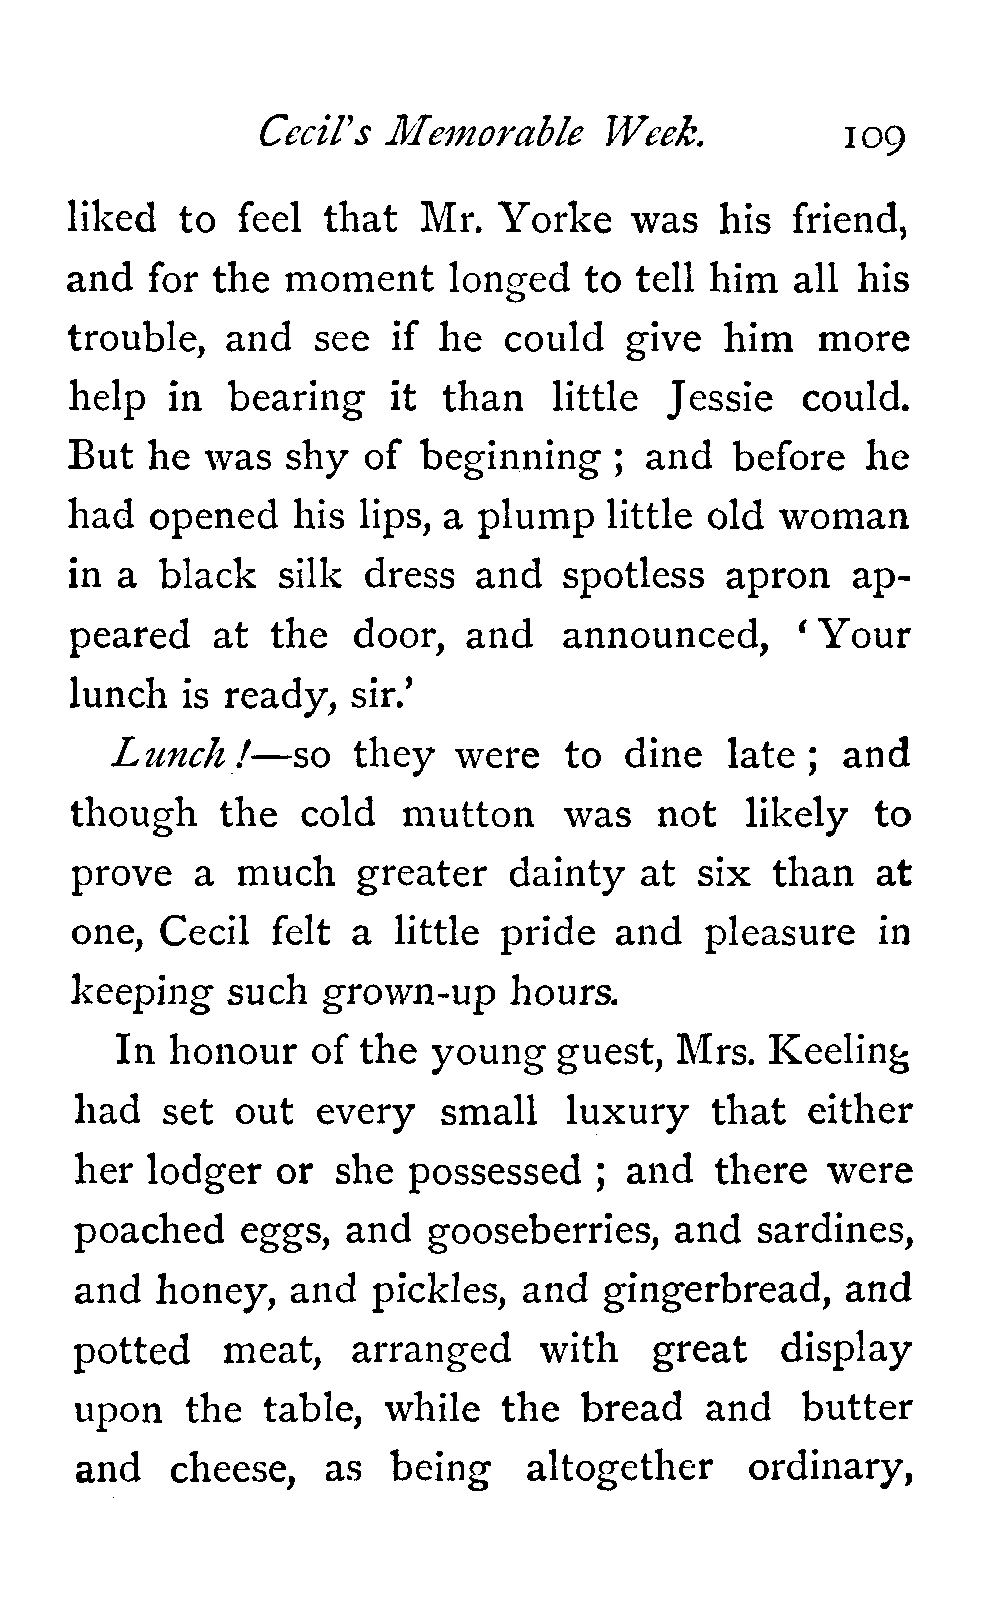 Cecil's Memorable Week. 109
liked to feel that Mr. Yorke was his friend,
and for the moment longed to tell him all his
trouble, and see if he could give him more
help in bearing it than little Jessie could.
But he was shy of beginning ; and before he
had opened his lips, a plump little old woman
in a black silk dress and spotless apron ap-
peared at the door, and announced, ‘ Your
lunch is ready, sir.’
Lunch !—so they were to dine late ; and
though the cold mutton was not likely to
prove a much greater dainty at six than at
one, Cecil felt a little pride and pleasure in
keeping such grown-up hours.
In honour of the young guest, Mrs. Keeling
had set out every small luxury that either
her lodger or she possessed ; and there were
poached eggs, and gooseberries, and sardines,
and honey, and pickles, and gingerbread, and
potted meat, arranged with great display
upon the table, while the bread and butter
and cheese, as being altogether ordinary,